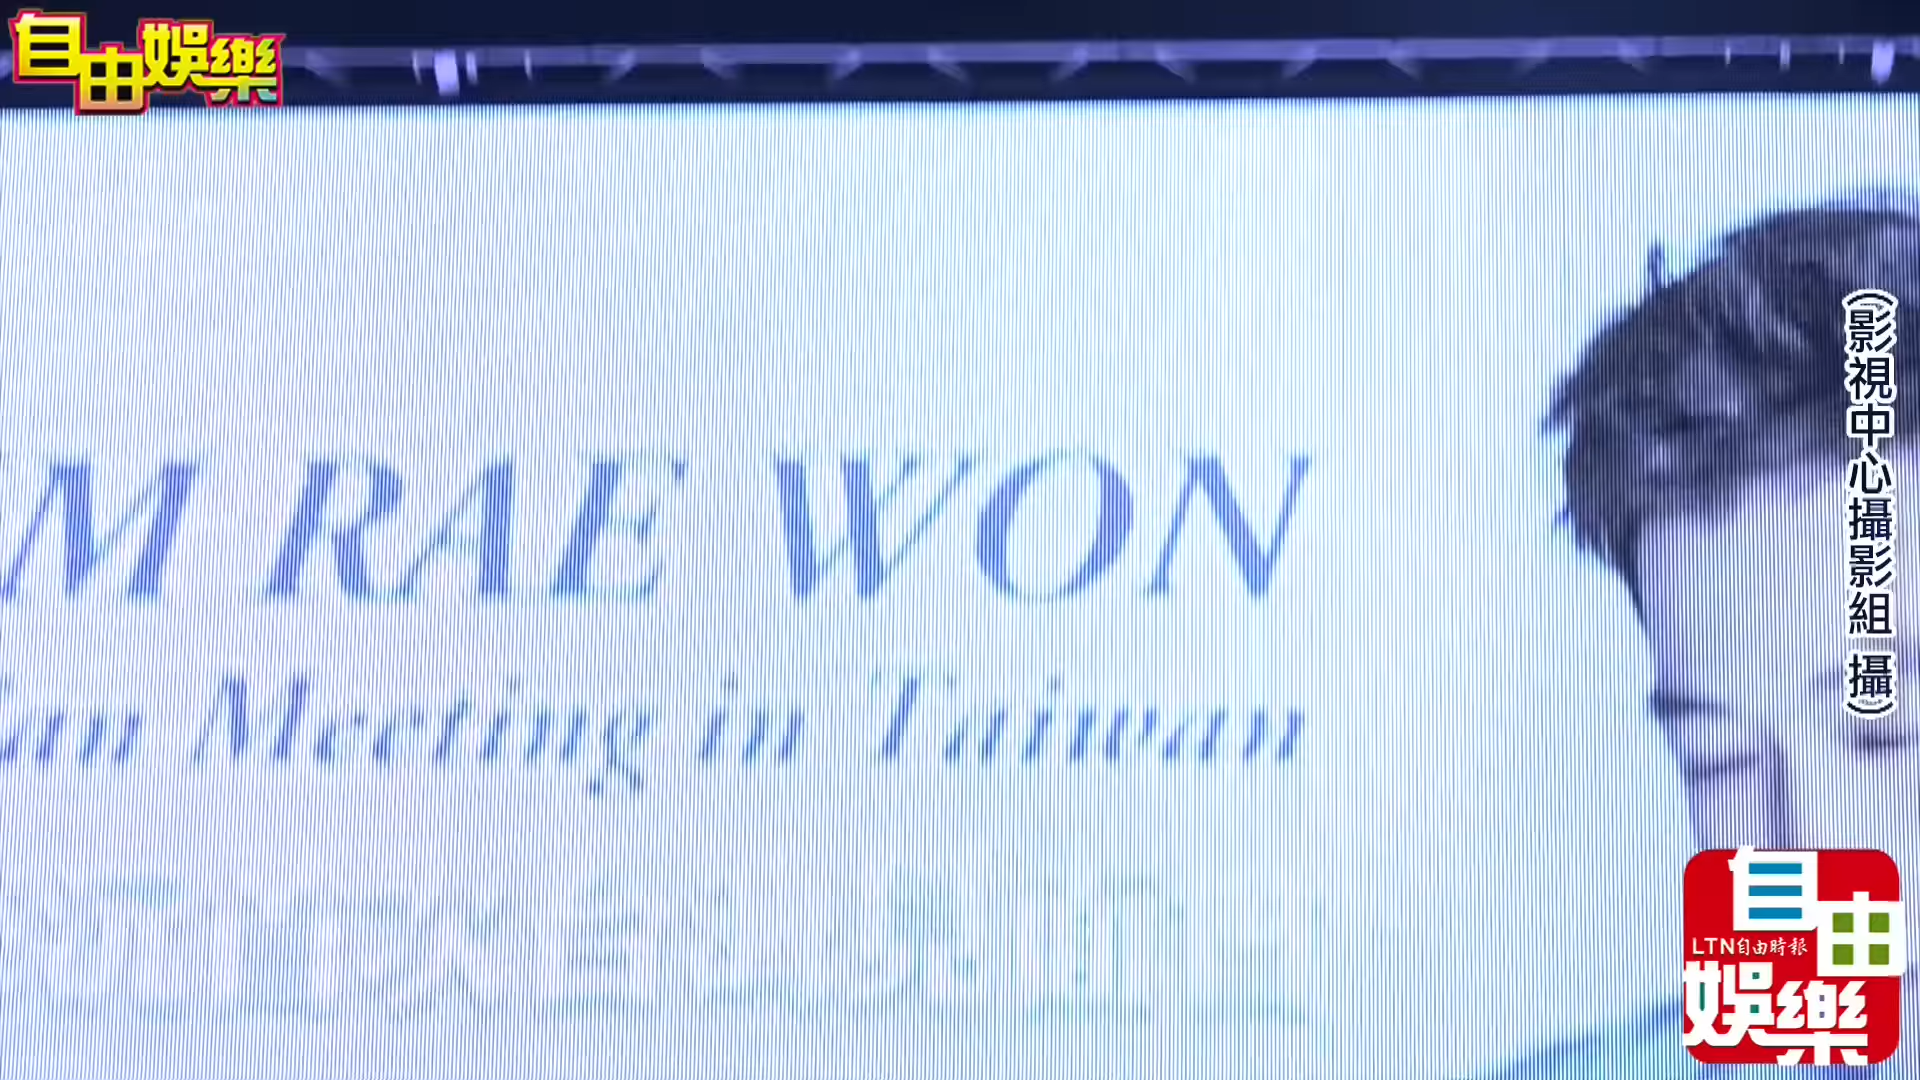 自由娛樂
M RAE WON
an Meeting in Taiwan
(影視中心攝影組 攝)
自由
LTN自由時報
娛樂